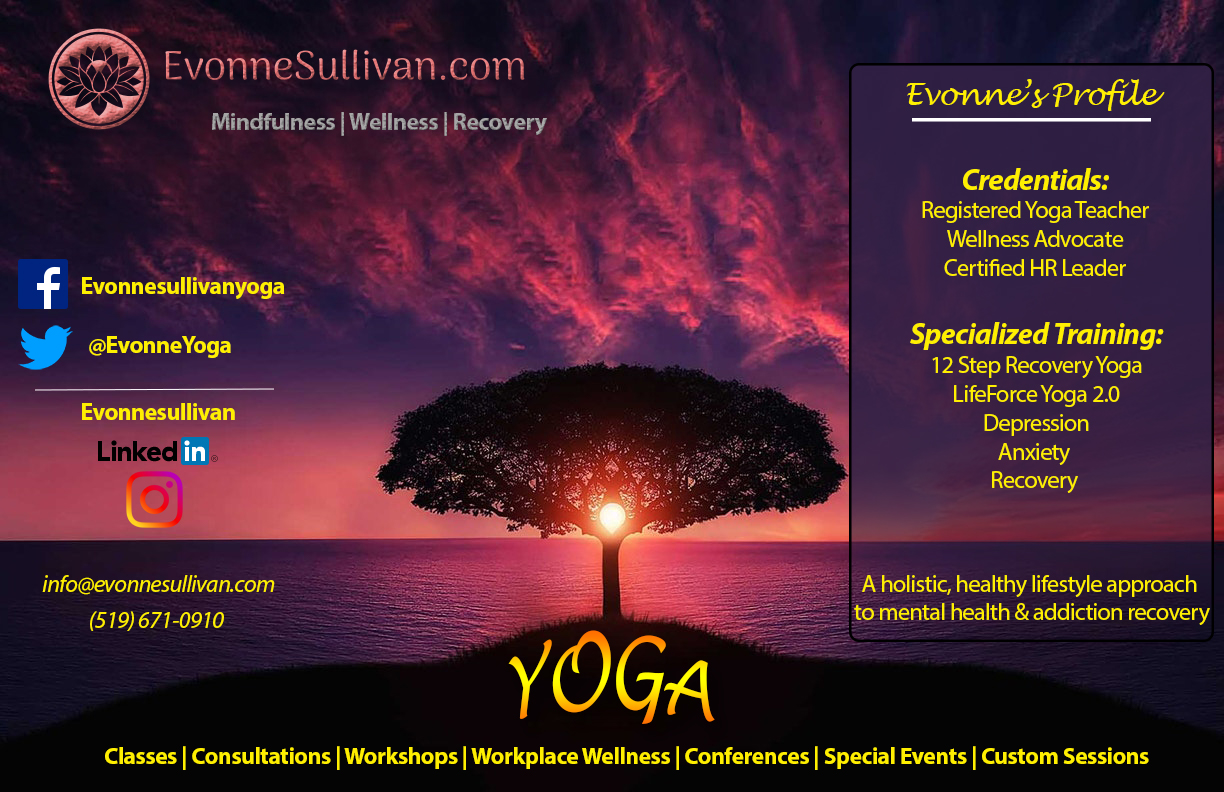 EvonneSullivan.com
Mindfulness | Wellness | Recovery
Evonnesullivanyoga
@EvonneYoga
Evonnesullivan
Linked in®
info@evonnesullivan.com
(519) 671-0910
Evonne's Profile
Credentials:
Registered Yoga Teacher
Wellness Advocate
Certified HR Leader
Specialized Training:
12 Step Recovery Yoga
LifeForce Yoga 2.0
Depression
Anxiety
Recovery
A holistic, healthy lifestyle approach
to mental health & addiction recovery
YOGA
Classes | Consultations | Workshops | Workplace Wellness | Conferences | Special Events | Custom Sessions